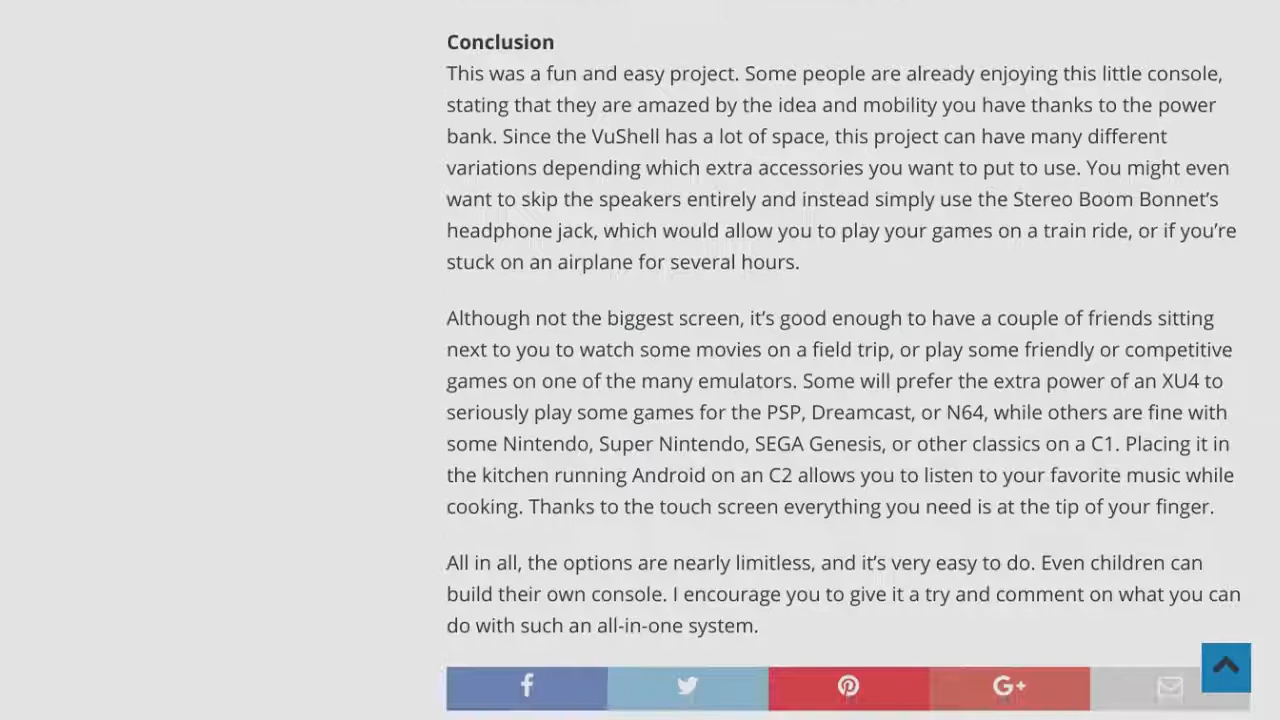 Conclusion
This was a fun and easy project. Some people are already enjoying this little console,
stating that they are amazed by the idea and mobility you have thanks to the power
bank. Since the VuShell has a lot of space, this project can have many different
variations depending which extra accessories you want to put to use. You might even
want to skip the speakers entirely and instead simply use the Stereo Boom Bonnet’s
headphone jack, which would allow you to play your games on a train ride, or if you’re
stuck on an airplane for several hours.
Although not the biggest screen, it’s good enough to have a couple of friends sitting
next to you to watch some movies on a field trip, or play some friendly or competitive
games on one of the many emulators. Some will prefer the extra power of an XU4 to
seriously play some games for the PSP, Dreamcast, or N64, while others are fine with
some Nintendo, Super Nintendo, SEGA Genesis, or other classics on a C1. Placing it in
the kitchen running Android on an C2 allows you to listen to your favorite music while
cooking. Thanks to the touch screen everything you need is at the tip of your finger.
All in all, the options are nearly limitless, and it’s very easy to do. Even children can
build their own console. I encourage you to give it a try and comment on what you can
do with such an all-in-one system.
f G+